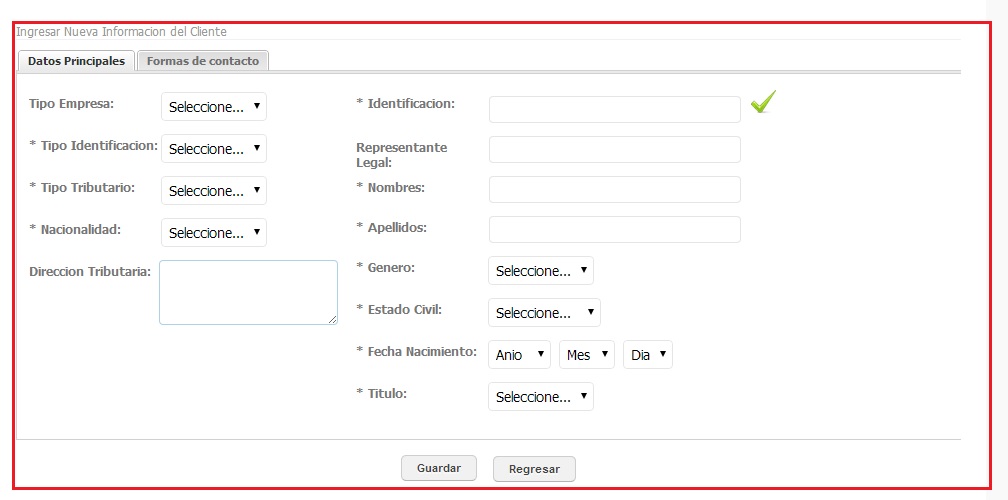 Ingresar Nueva Informacion del Cliente
Datos Principales
Formas de contacto
Tipo Empresa: Seleccione...
* Tipo Identificacion: Seleccione...
* Tipo Tributario: Seleccione...
* Nacionalidad: Seleccione...
Direccion Tributaria:
* Identificacion:
Representante
Legal:
* Nombres:
* Apellidos:
* Genero: Seleccione...
* Estado Civil: Seleccione...
* Fecha Nacimiento: Anio Mes Dia
* Titulo: Seleccione...
Guardar
Regresar